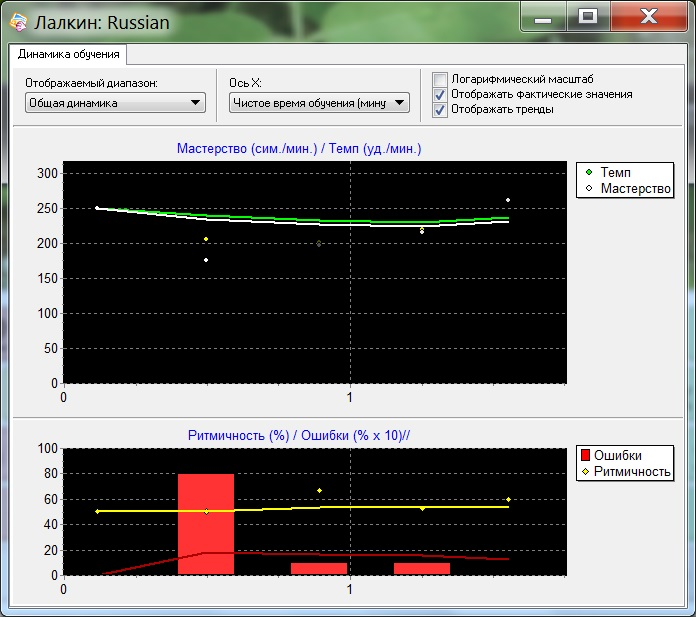 Лалкин: Russian
Динамика обучения
Отображаемый диапазон:
Общая динамика
Ось X:
Чистое время обучения (мину
Логарифмический масштаб
Отображать фактические значения
Отображать тренды
Мастерство (сим./мин.) / Темп (уд./мин.)
300
250
200
150
100
50
0
0
1
Темп
Мастерство
Ритмичность (%) / Ошибки (% x 10)//
100
80
60
40
20
0
0
1
Ошибки
Ритмичность